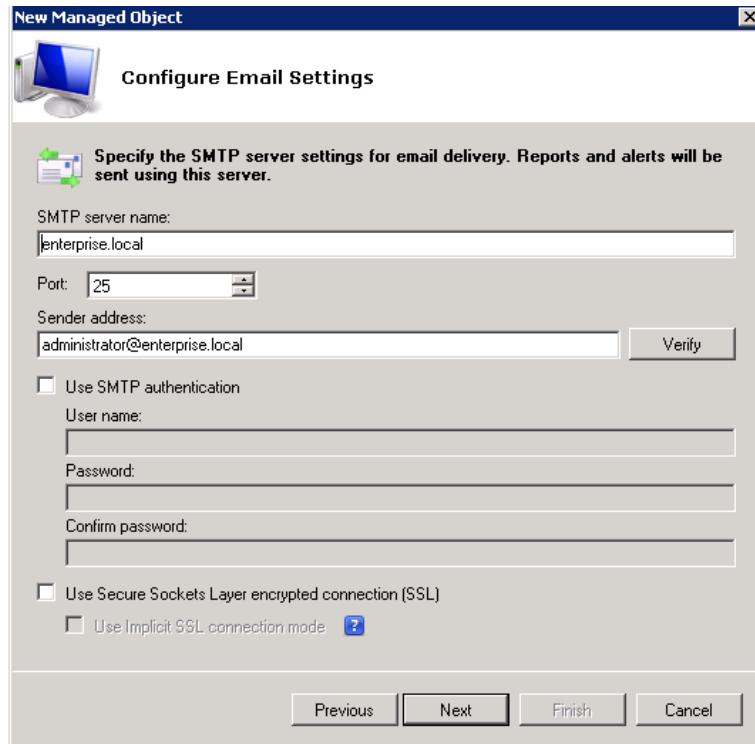 New Managed Object
Configure Email Settings
Specify the SMTP server settings for email delivery. Reports and alerts will be
sent using this server.
SMTP server name:
enterprise.local
Port: 25
Sender address:
administrator@enterprise.local Verify
Use SMTP authentication
User name:
Password:
Confirm password:
Use Secure Sockets Layer encrypted connection (SSL)
Use Implicit SSL connection mode ?
Previous Next Finish Cancel